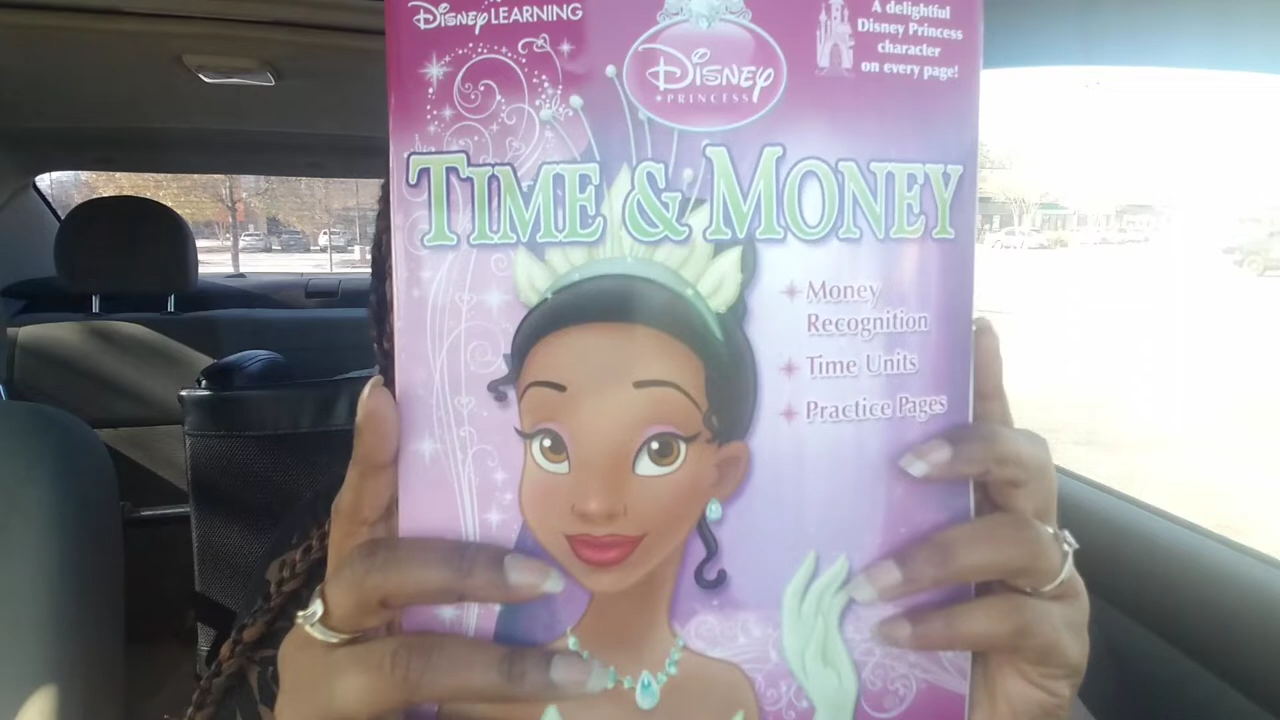 Disney LEARNING
Disney
PRINCESS
A delightful
Disney Princess
character
on every page!
TIME & MONEY
Money
Recognition
Time Units
Practice Pages